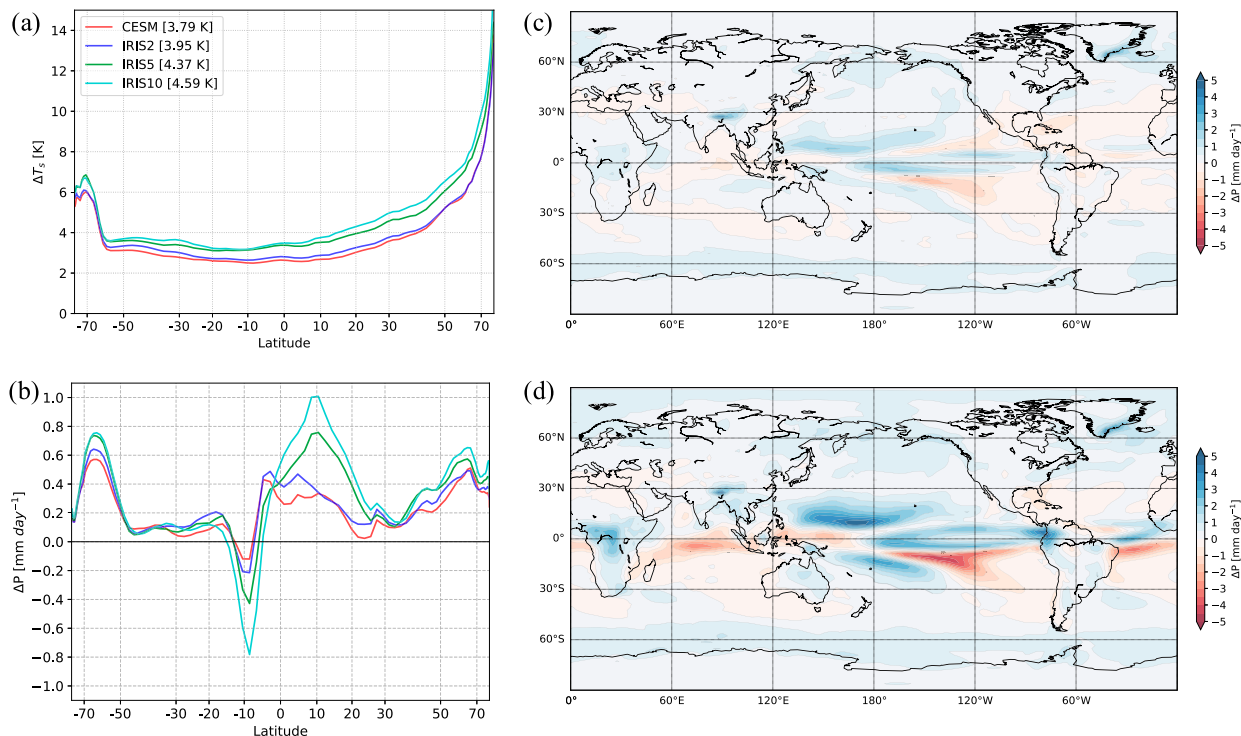 (a)
CESM [3.79 K]
IRIS2 [3.95 K]
IRIS5 [4.37 K]
IRIS10 [4.59 K]
14
12
10
8
6
4
2
0
ΔTₛ [K]
-70 -50 -30 -20 -10 0 10 20 30 50 70
Latitude
(b)
1.0
0.8
0.6
0.4
0.2
0.0
−0.2
−0.4
−0.6
−0.8
−1.0
ΔP [mm day⁻¹]
-70 -50 -30 -20 -10 0 10 20 30 50 70
Latitude
(c)
60°N
30°N
0°
30°S
60°S
0° 60°E 120°E 180° 120°W 60°W
5
4
3
2
1
0
−1
−2
−3
−4
−5
ΔP [mm day⁻¹]
(d)
60°N
30°N
0°
30°S
60°S
0° 60°E 120°E 180° 120°W 60°W
5
4
3
2
1
0
−1
−2
−3
−4
−5
ΔP [mm day⁻¹]